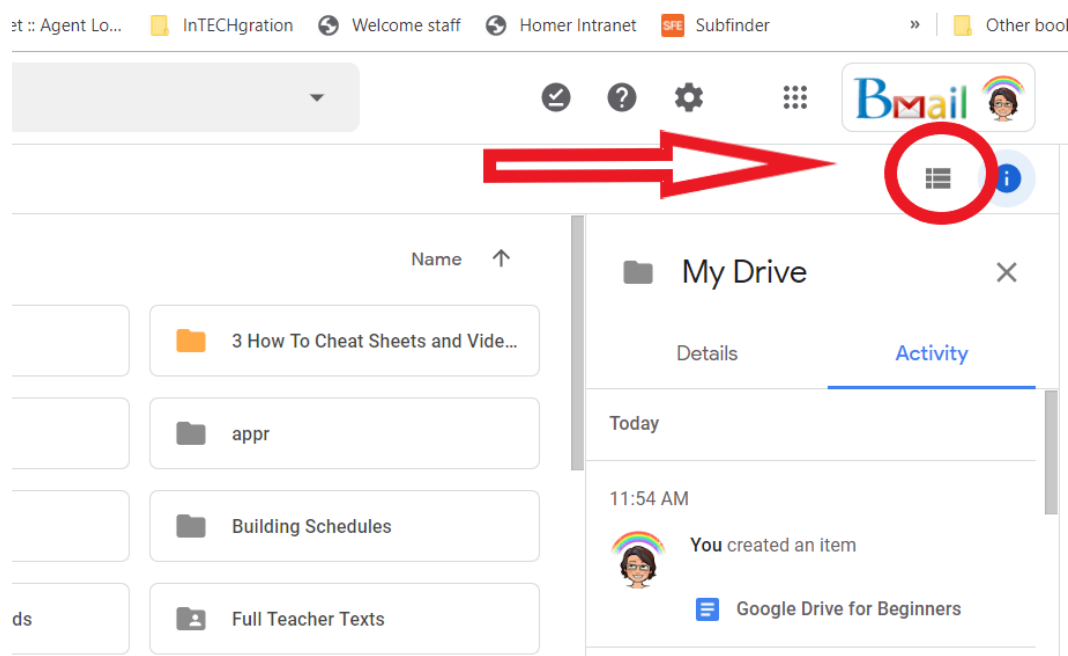 et :: Agent Lo... InTECHgration Welcome staff Homer Intranet SFE Subfinder » Other bool
Bmail
Name
My Drive
Details Activity
3 How To Cheat Sheets and Vide...
Today
appr
11:54 AM
Building Schedules
You created an item
ds
Full Teacher Texts
Google Drive for Beginners